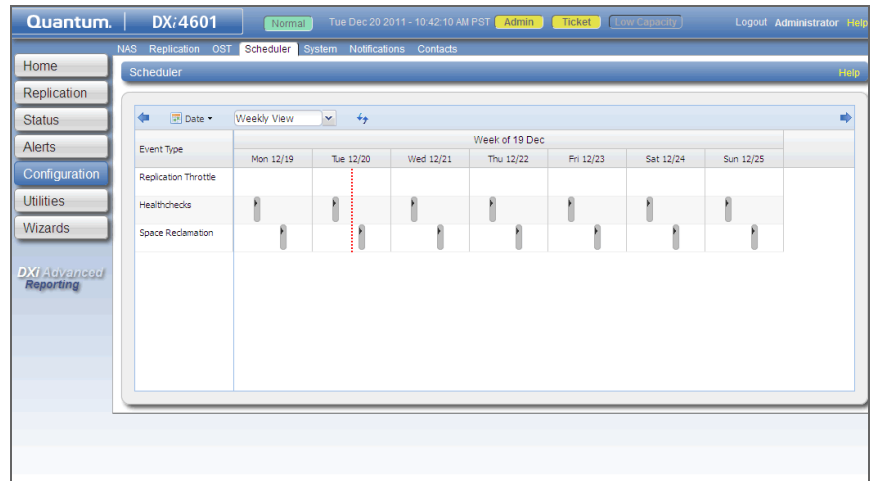 Quantum. DXi4601 Normal Tue Dec 20 2011 - 10:42:10 AM PST Admin Ticket Low Capacity Logout Administrator Help
NAS Replication OST Scheduler System Notifications Contacts
Home
Replication
Status
Alerts
Configuration
Utilities
Wizards
DXi Advanced
Reporting
Scheduler Help
Date Weekly View
Event Type Week of 19 Dec
Mon 12/19 Tue 12/20 Wed 12/21 Thu 12/22 Fri 12/23 Sat 12/24 Sun 12/25
Replication Throttle
Healthchecks
Space Reclamation